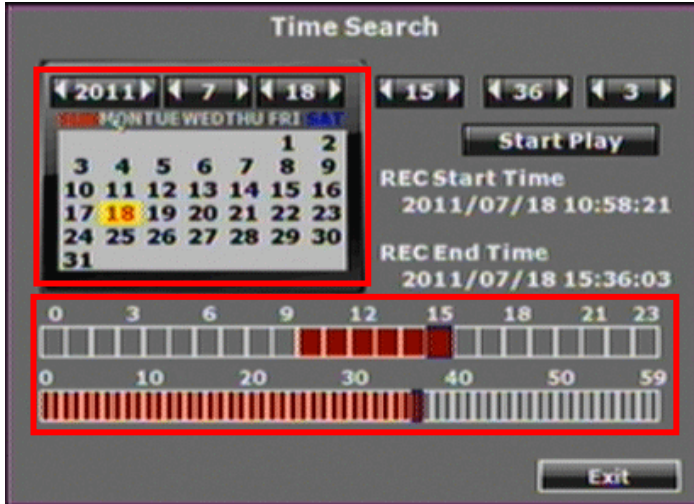 Time Search
2011 7 18 15 36 3
SUN MON TUE WED THU FRI SAT
Start Play
1 2
3 4 5 6 7 8 9
REC Start Time
10 11 12 13 14 15 16
2011/07/18 10:58:21
17 18 19 20 21 22 23
24 25 26 27 28 29 30
REC End Time
31
2011/07/18 15:36:03
0 3 6 9 12 15 18 21 23
0 10 20 30 40 50 59
Exit